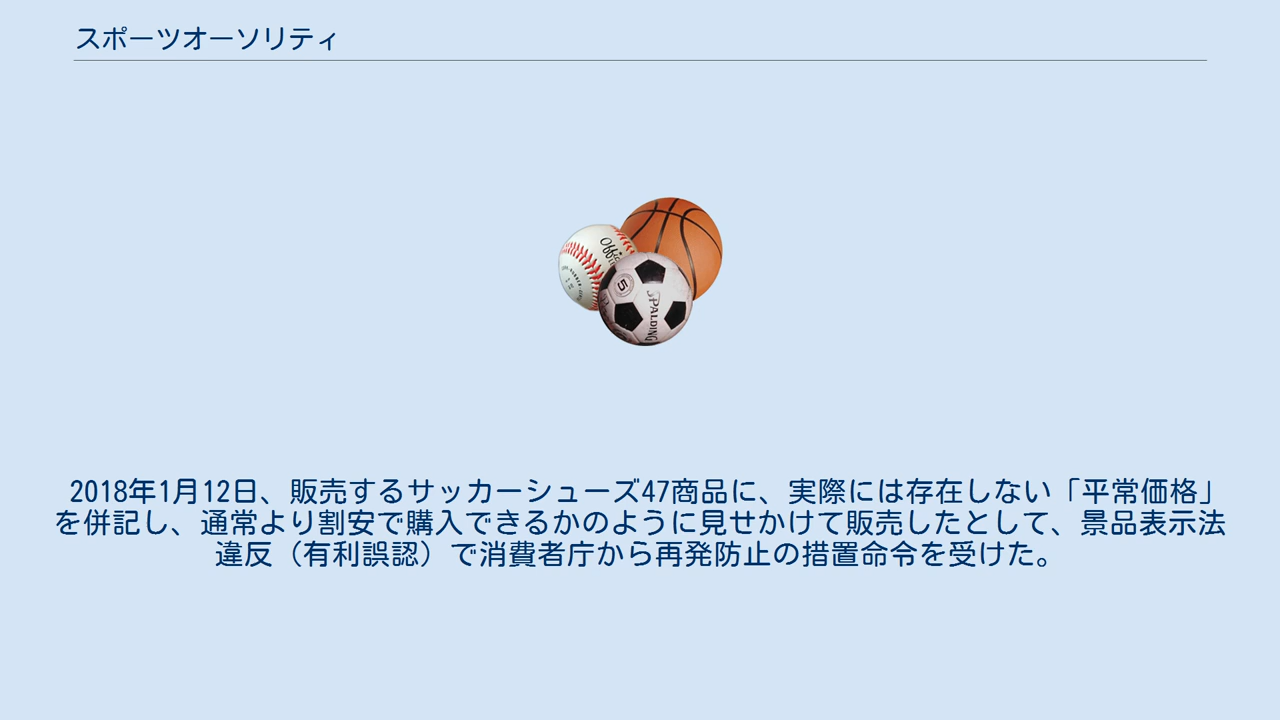 スポーツオーソリティ
Offici
5
SPALDING
2018年1月12日、販売するサッカーシューズ47商品に、実際には存在しない「平常価格」
を併記し、通常より割安で購入できるかのように見せかけて販売したとして、景品表示法
違反（有利誤認）で消費者庁から再発防止の措置命令を受けた。